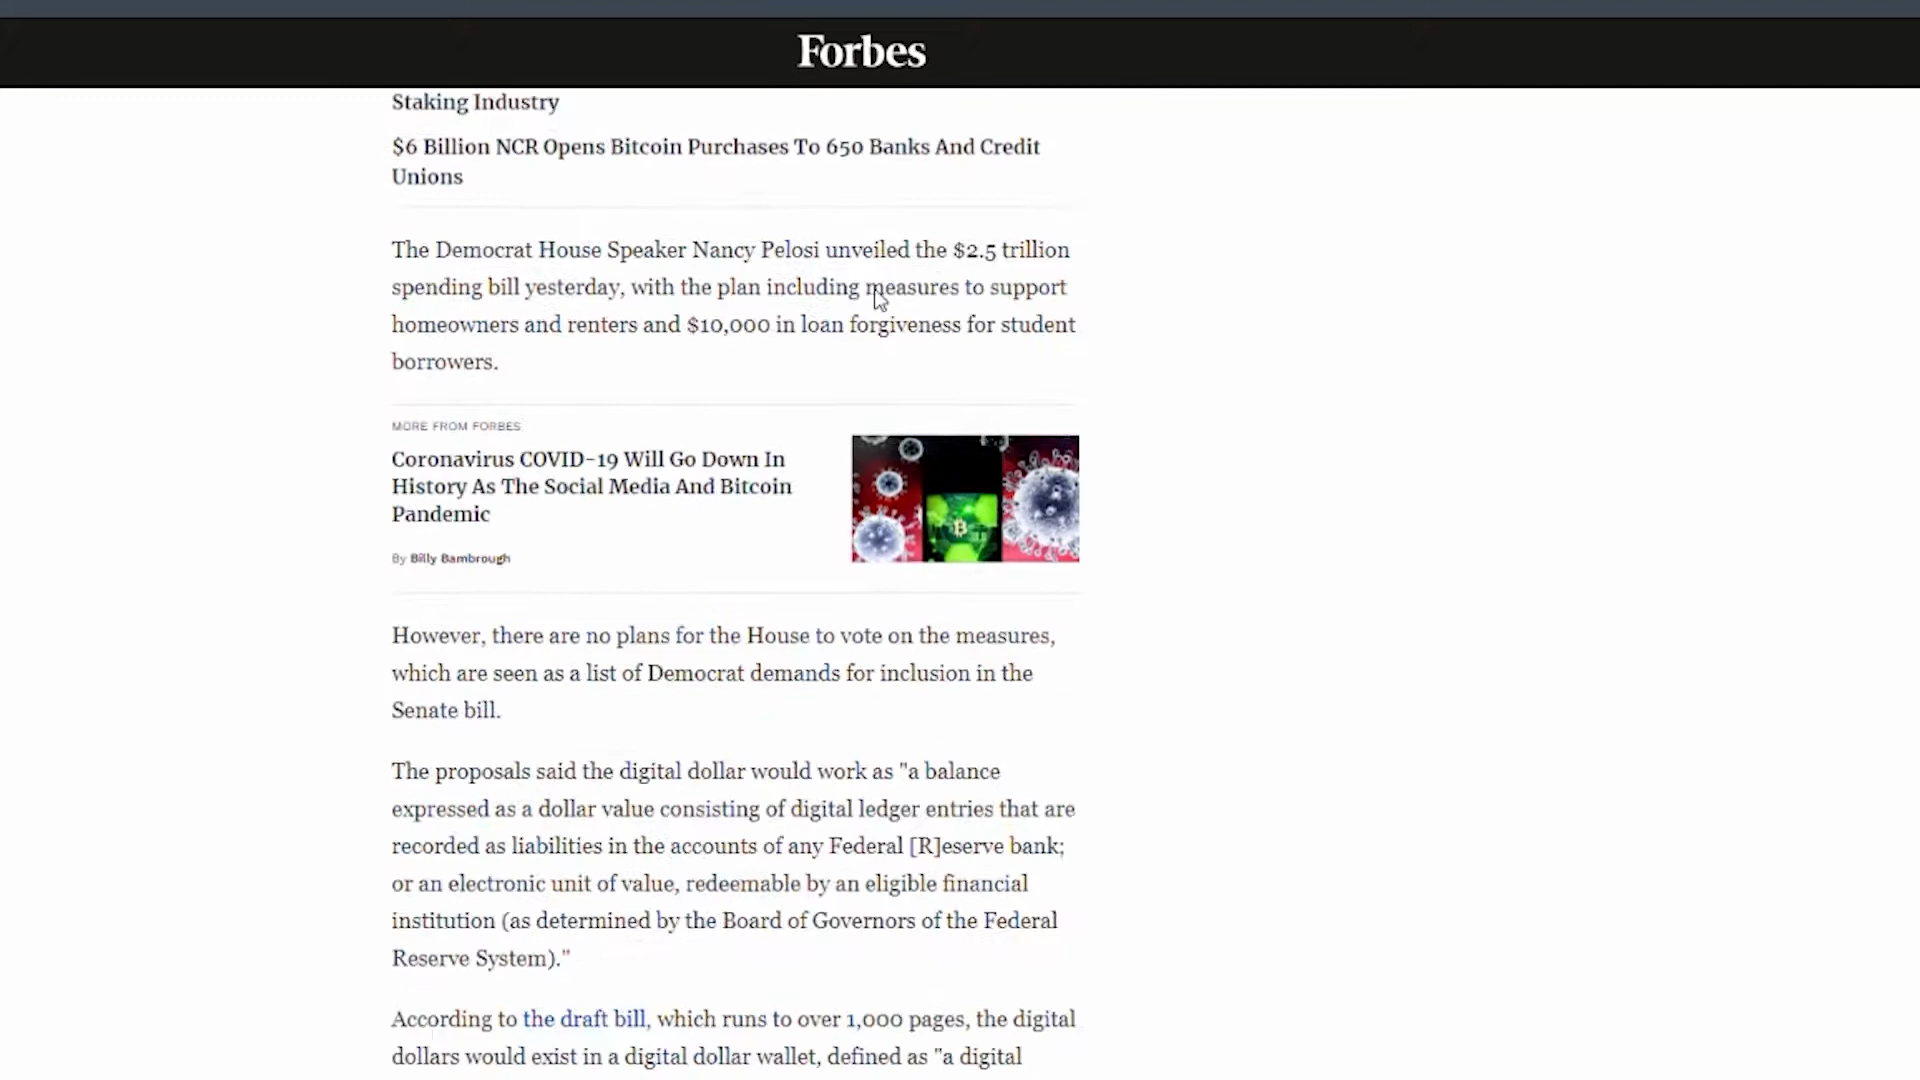 Forbes
Staking Industry
$6 Billion NCR Opens Bitcoin Purchases To 650 Banks And Credit
Unions
The Democrat House Speaker Nancy Pelosi unveiled the $2.5 trillion
spending bill yesterday, with the plan including measures to support
homeowners and renters and $10,000 in loan forgiveness for student
borrowers.
MORE FROM FORBES
Coronavirus COVID-19 Will Go Down In
History As The Social Media And Bitcoin
Pandemic
By Billy Bambrough
However, there are no plans for the House to vote on the measures,
which are seen as a list of Democrat demands for inclusion in the
Senate bill.
The proposals said the digital dollar would work as "a balance
expressed as a dollar value consisting of digital ledger entries that are
recorded as liabilities in the accounts of any Federal [R]eserve bank;
or an electronic unit of value, redeemable by an eligible financial
institution (as determined by the Board of Governors of the Federal
Reserve System)."
According to the draft bill, which runs to over 1,000 pages, the digital
dollars would exist in a digital dollar wallet, defined as "a digital